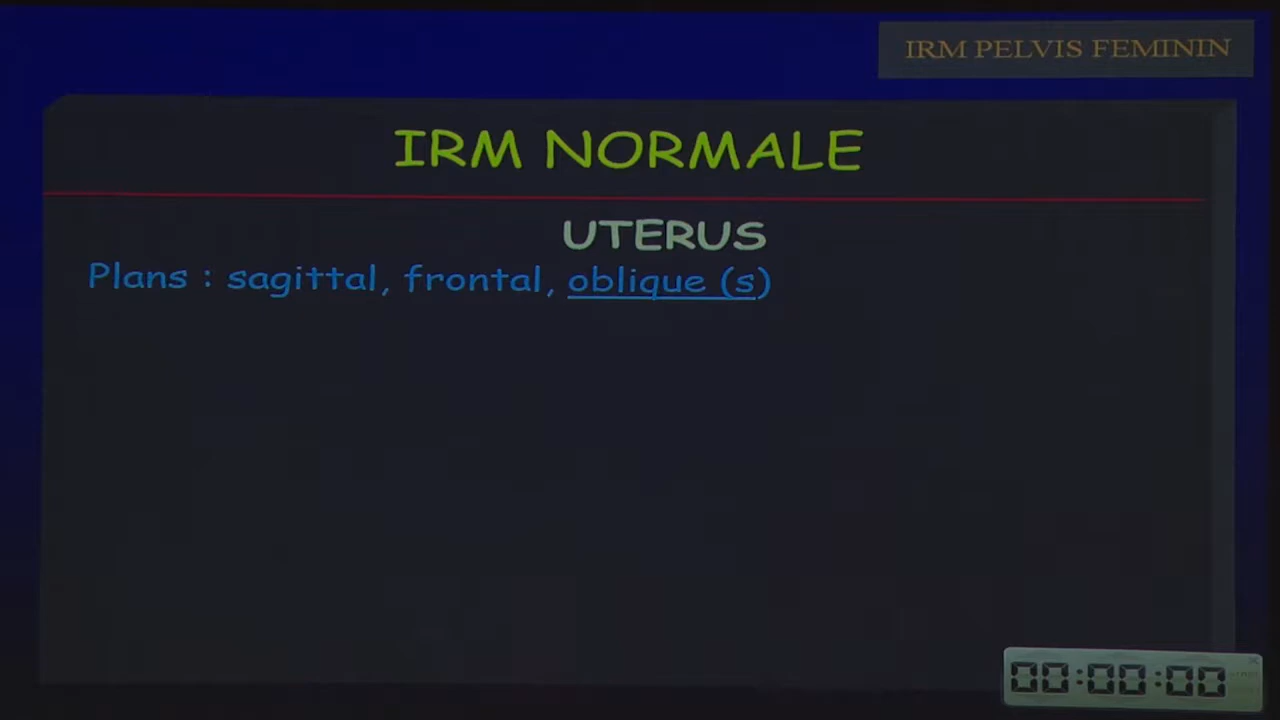 IRM PELVIS FEMININ
IRM NORMALE
UTERUS
Plans : sagittal, frontal, oblique (s)
00:00:00